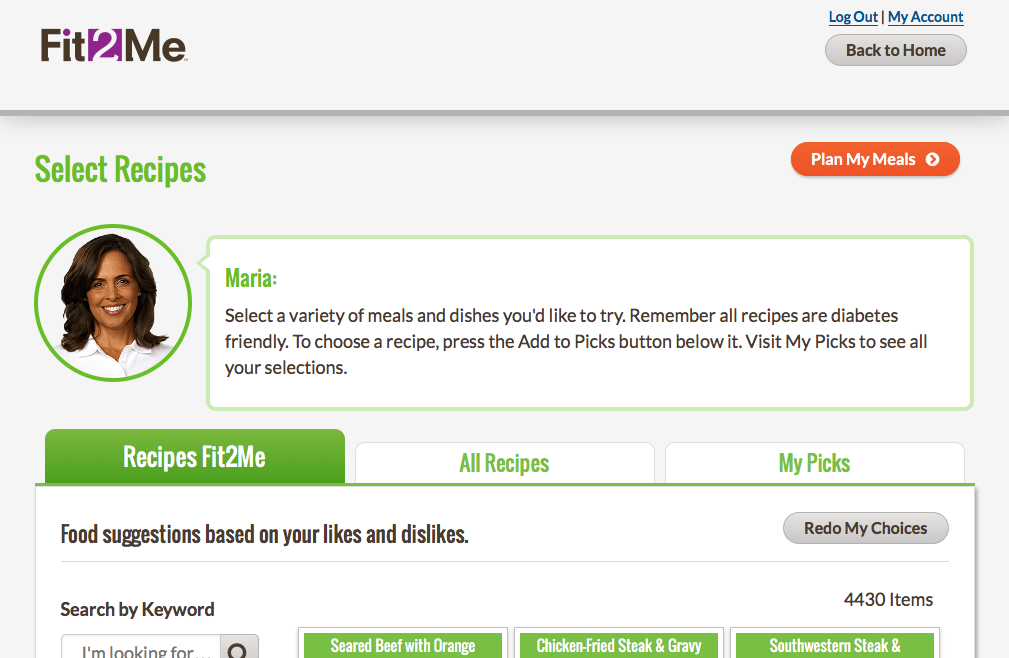 Log Out | My Account
Fit2Me™
Back to Home
Select Recipes
Plan My Meals
Maria:
Select a variety of meals and dishes you'd like to try. Remember all recipes are diabetes
friendly. To choose a recipe, press the Add to Picks button below it. Visit My Picks to see all
your selections.
Recipes Fit2Me
All Recipes
My Picks
Food suggestions based on your likes and dislikes.
Redo My Choices
4430 Items
Search by Keyword
I'm looking for...
Seared Beef with Orange
Chicken-Fried Steak & Gravy
Southwestern Steak &